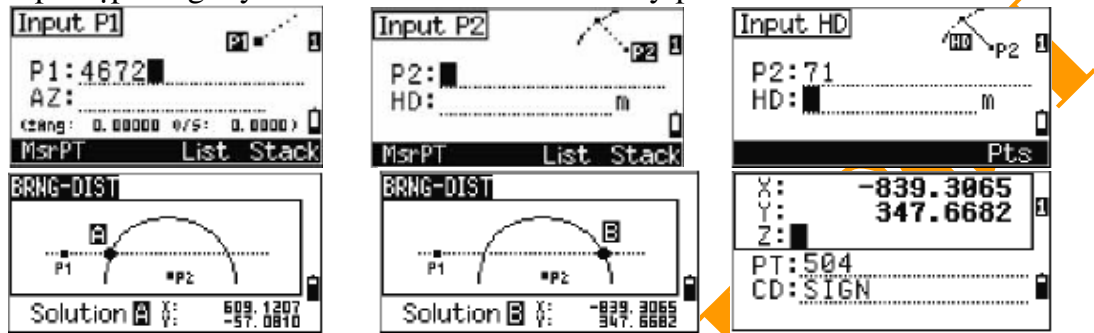 Input P1
P1
1
P1:4672
AZ:
(±Ang: 0.00000 O/S: 0.0000)
MsrPT List Stack
Input P2
P2
1
P2:
HD: m
MsrPT List Stack
Input HD
HD
P2
1
P2:71
HD: m
Pts
BRNG-DIST
A
P1
P2
Solution A X: 609.1207
Y: -57.0810
BRNG-DIST
B
P1
P2
Solution B X: -839.3065
Y: 347.6682
X: -839.3065
Y: 347.6682
1
Z:
PT:504
CD:SIGN